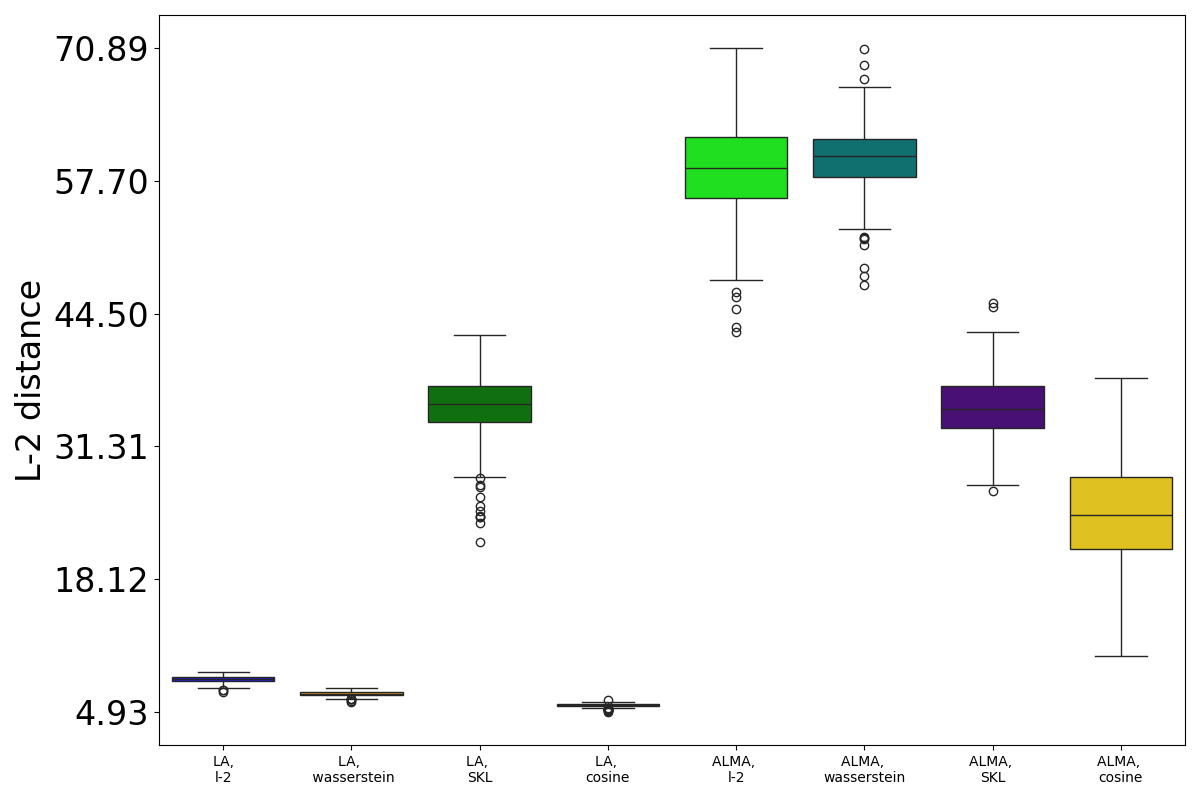 L-2 distance
70.89
57.70
44.50
31.31
18.12
4.93
LA,
l-2
LA,
wasserstein
LA,
SKL
LA,
cosine
ALMA,
l-2
ALMA,
wasserstein
ALMA,
SKL
ALMA,
cosine